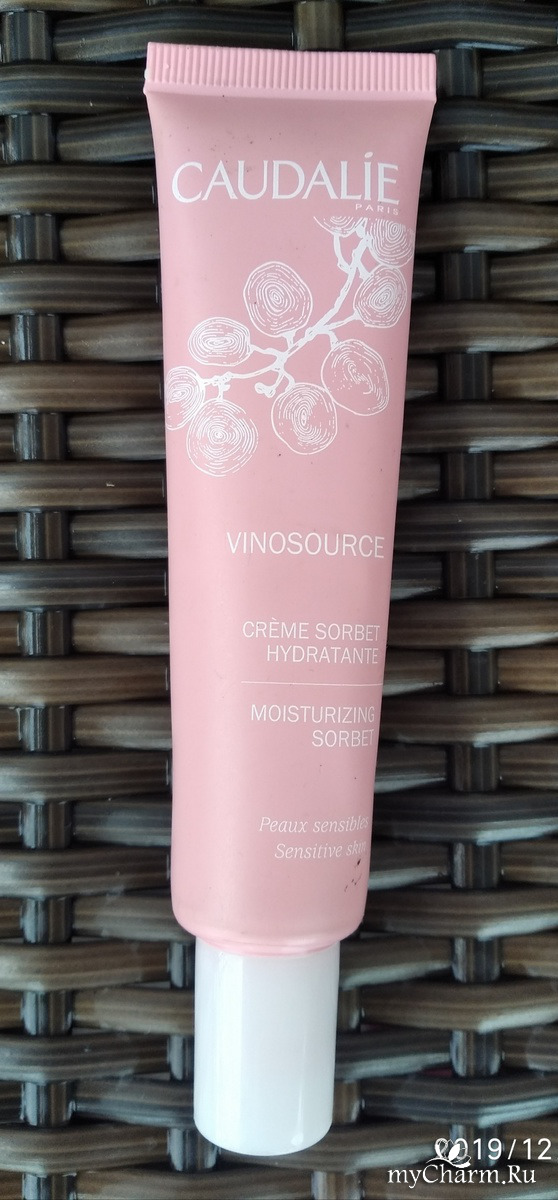 CAUDALIE
PARIS
VINOSOURCE
CRÈME SORBET
HYDRATANTE
MOISTURIZING
SORBET
Peaux sensibles
Sensitive skin
2019/12
myCharm.Ru